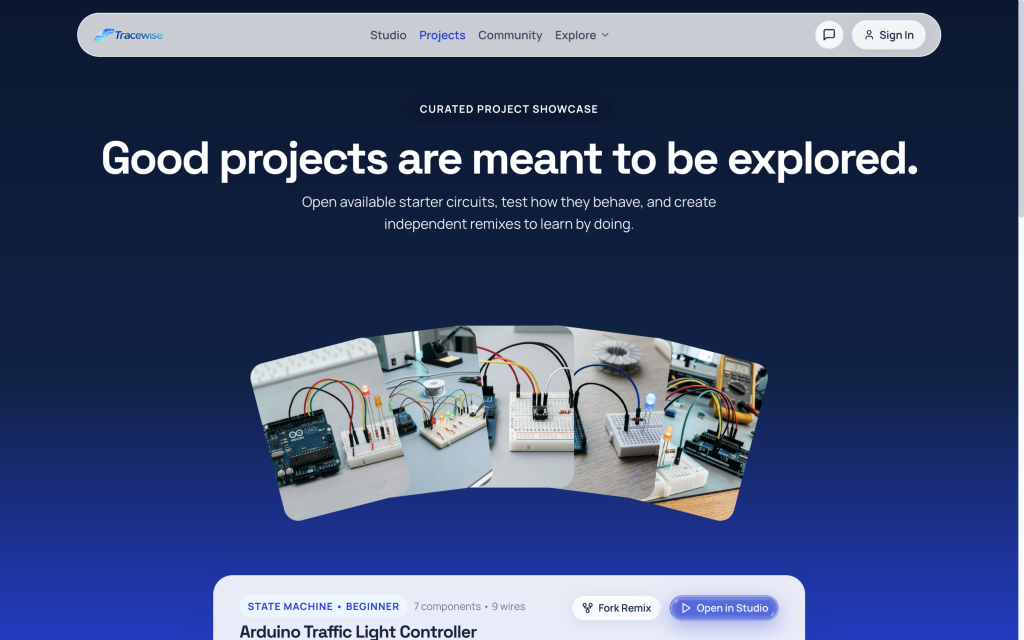 Tracewise
Studio
Projects
Community
Explore
Sign In
CURATED PROJECT SHOWCASE
Good projects are meant to be explored.
Open available starter circuits, test how they behave, and create
independent remixes to learn by doing.
STATE MACHINE • BEGINNER
7 components • 9 wires
Fork Remix
Open in Studio
Arduino Traffic Light Controller